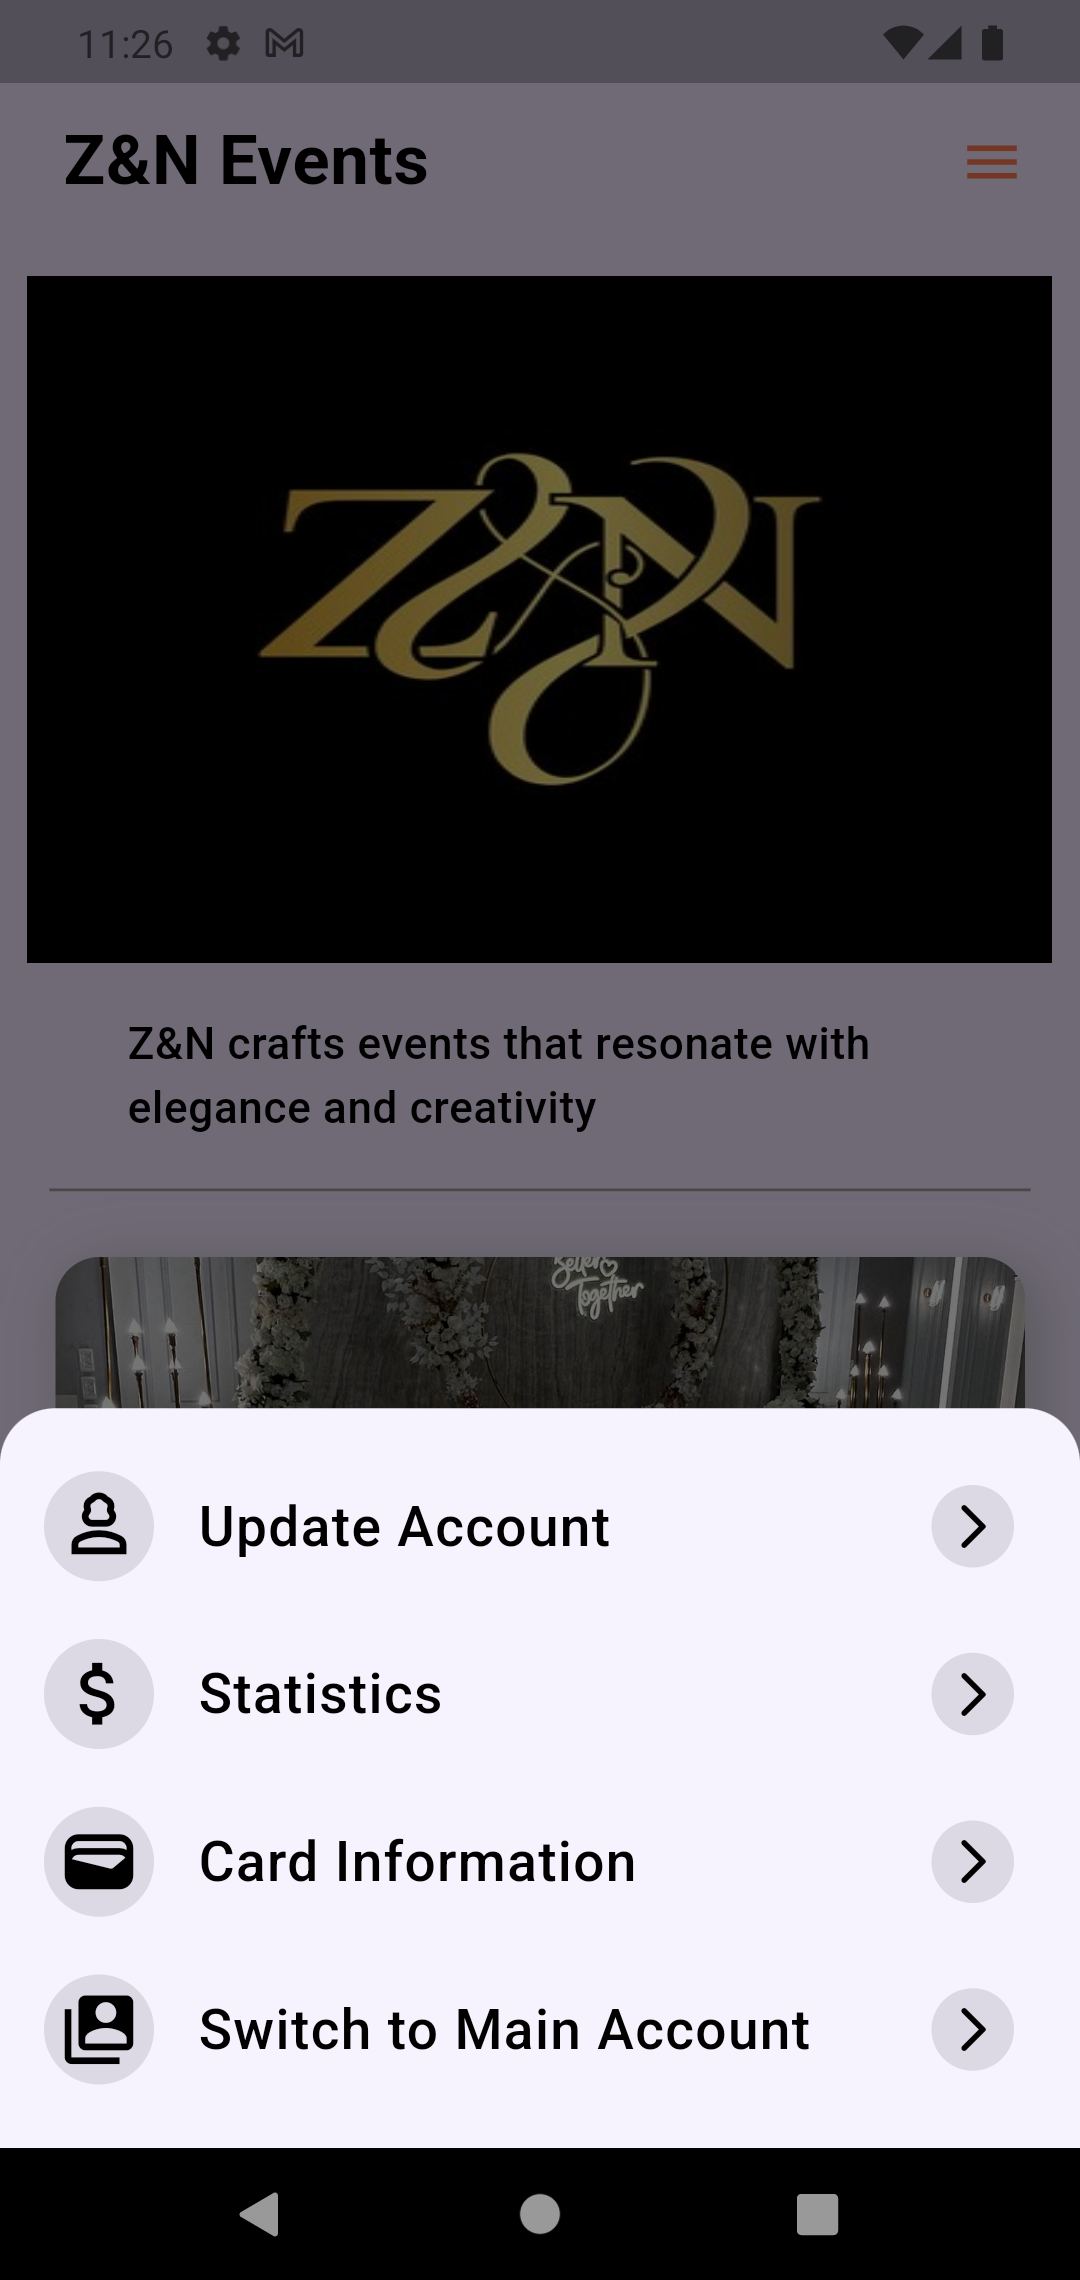 11:26
Z&N Events
Z&N
Z&N crafts events that resonate with
elegance and creativity
Together
Update Account
Statistics
Card Information
Switch to Main Account